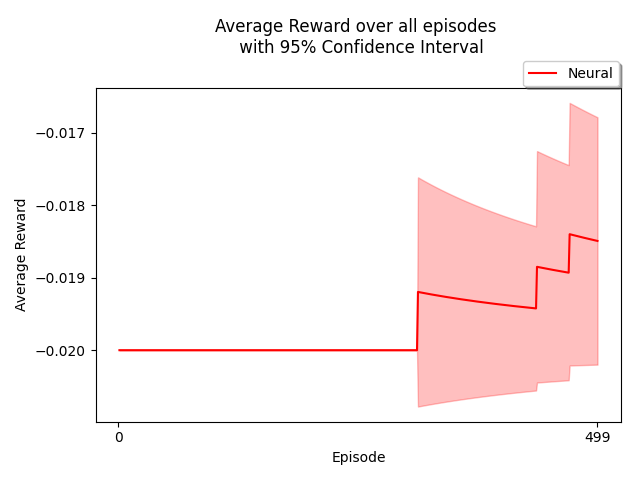 Average Reward over all episodes
with 95% Confidence Interval
Neural
−0.017
−0.018
−0.019
−0.020
Average Reward
0
499
Episode